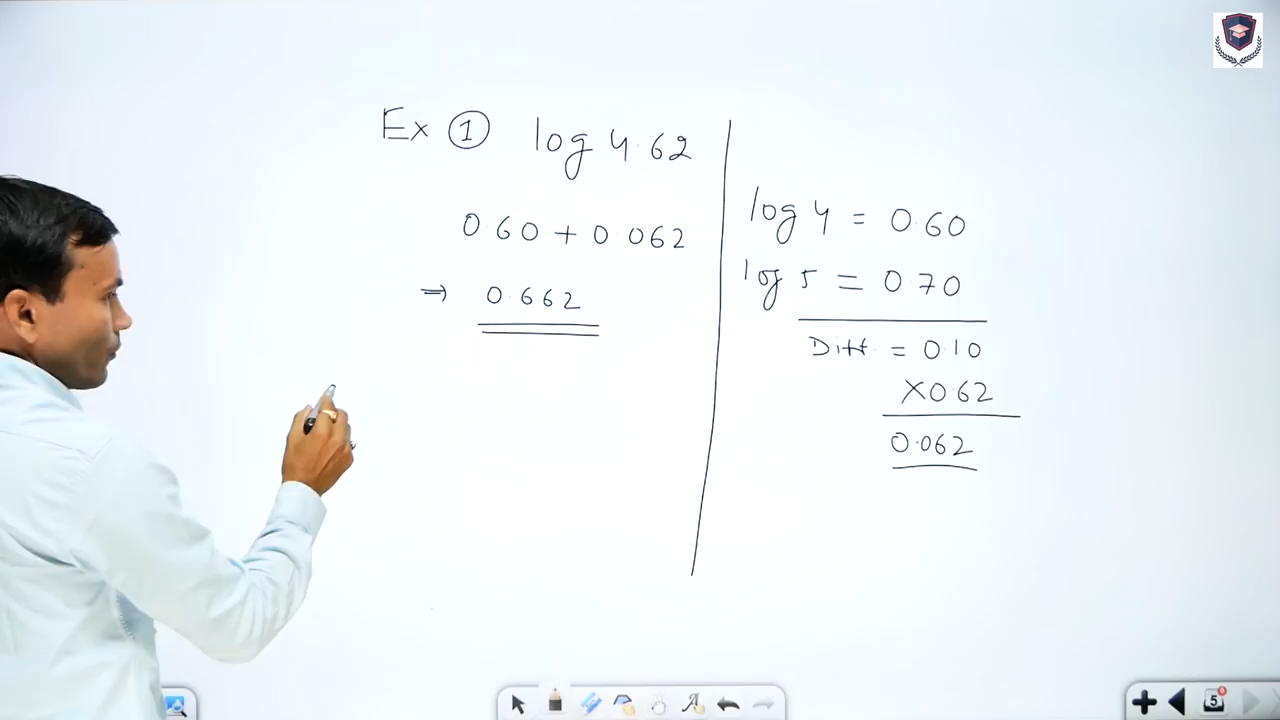 Ex ① log 4.62
0.60 + 0.062
⇒ 0.662
log 4 = 0.60
log 5 = 0.70
Diff. = 0.10
×0.62
0.062
5